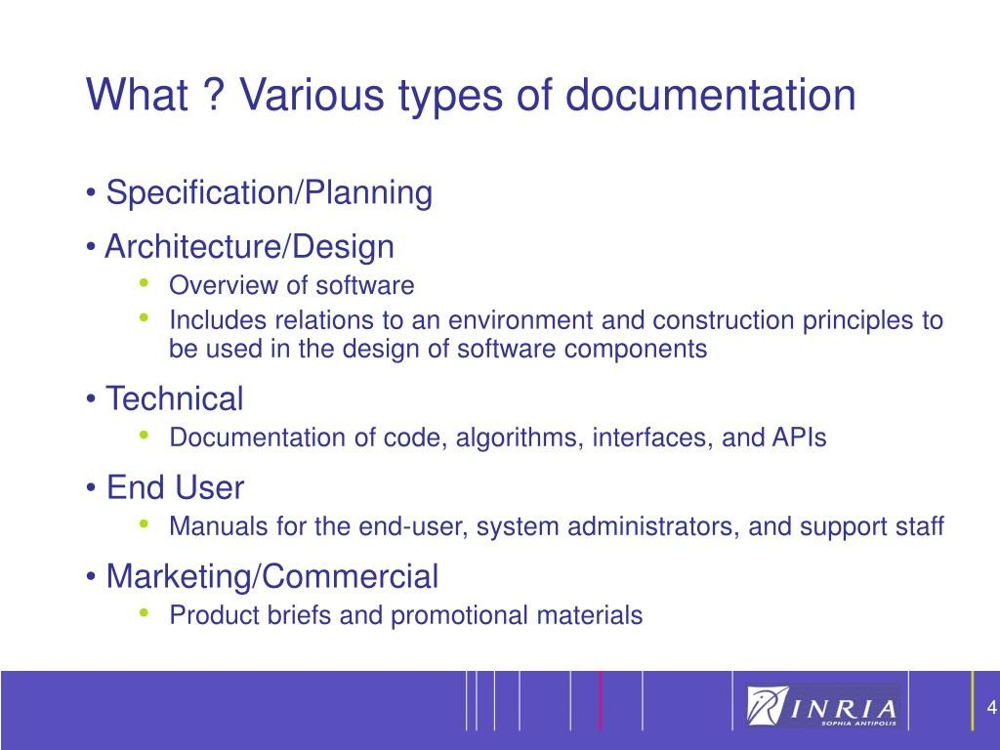 What ? Various types of documentation
• Specification/Planning
• Architecture/Design
• Overview of software
• Includes relations to an environment and construction principles to
be used in the design of software components
• Technical
• Documentation of code, algorithms, interfaces, and APIs
• End User
• Manuals for the end-user, system administrators, and support staff
• Marketing/Commercial
• Product briefs and promotional materials
INRIA
SOPHIA ANTIPOLIS
4